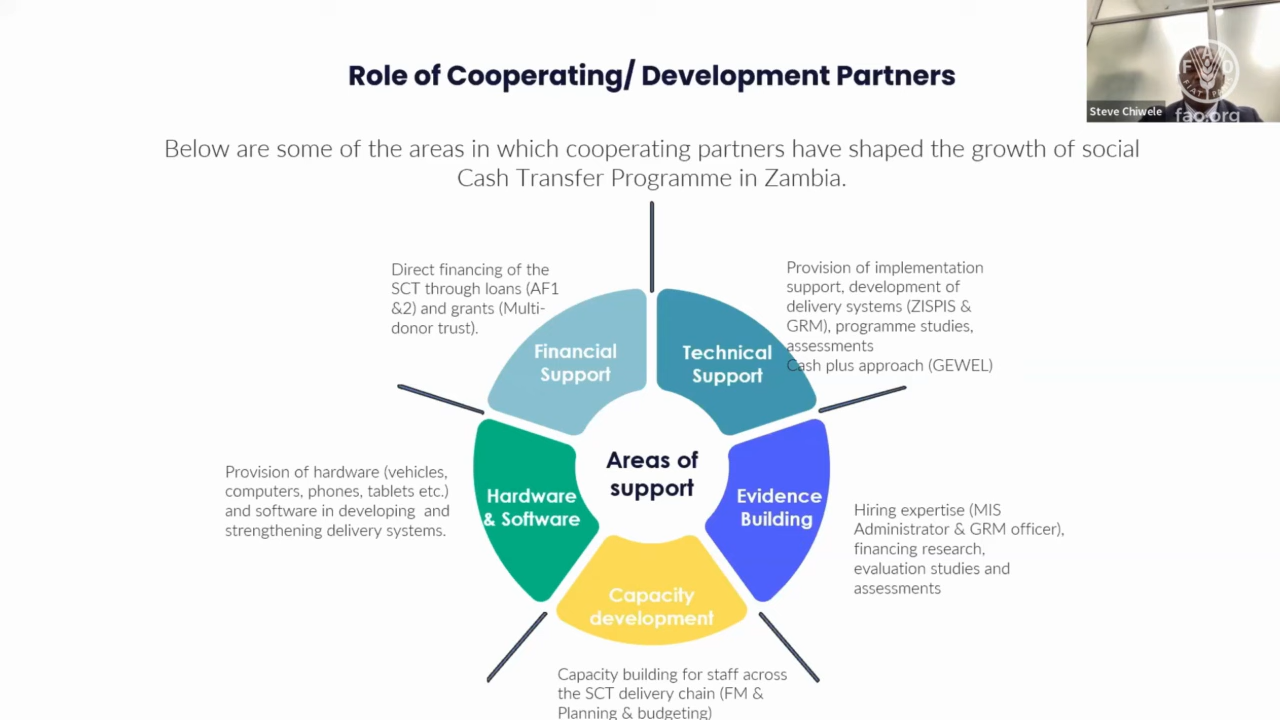 Role of Cooperating/ Development Partners
Steve Chiwele
FAO
FIAT PANIS
fao.org
Below are some of the areas in which cooperating partners have shaped the growth of social
Cash Transfer Programme in Zambia.
Direct financing of the
SCT through loans (AF1
&2) and grants (Multi-
donor trust).
Provision of implementation
support, development of
delivery systems (ZISPIS &
GRM), programme studies,
assessments
Cash plus approach (GEWEL)
Financial
Support
Technical
Support
Areas of
support
Provision of hardware (vehicles,
computers, phones, tablets etc.)
and software in developing and
strengthening delivery systems.
Hardware
& Software
Evidence
Building
Hiring expertise (MIS
Administrator & GRM officer),
financing research,
evaluation studies and
assessments
Capacity
development
Capacity building for staff across
the SCT delivery chain (FM &
Planning & budgeting)